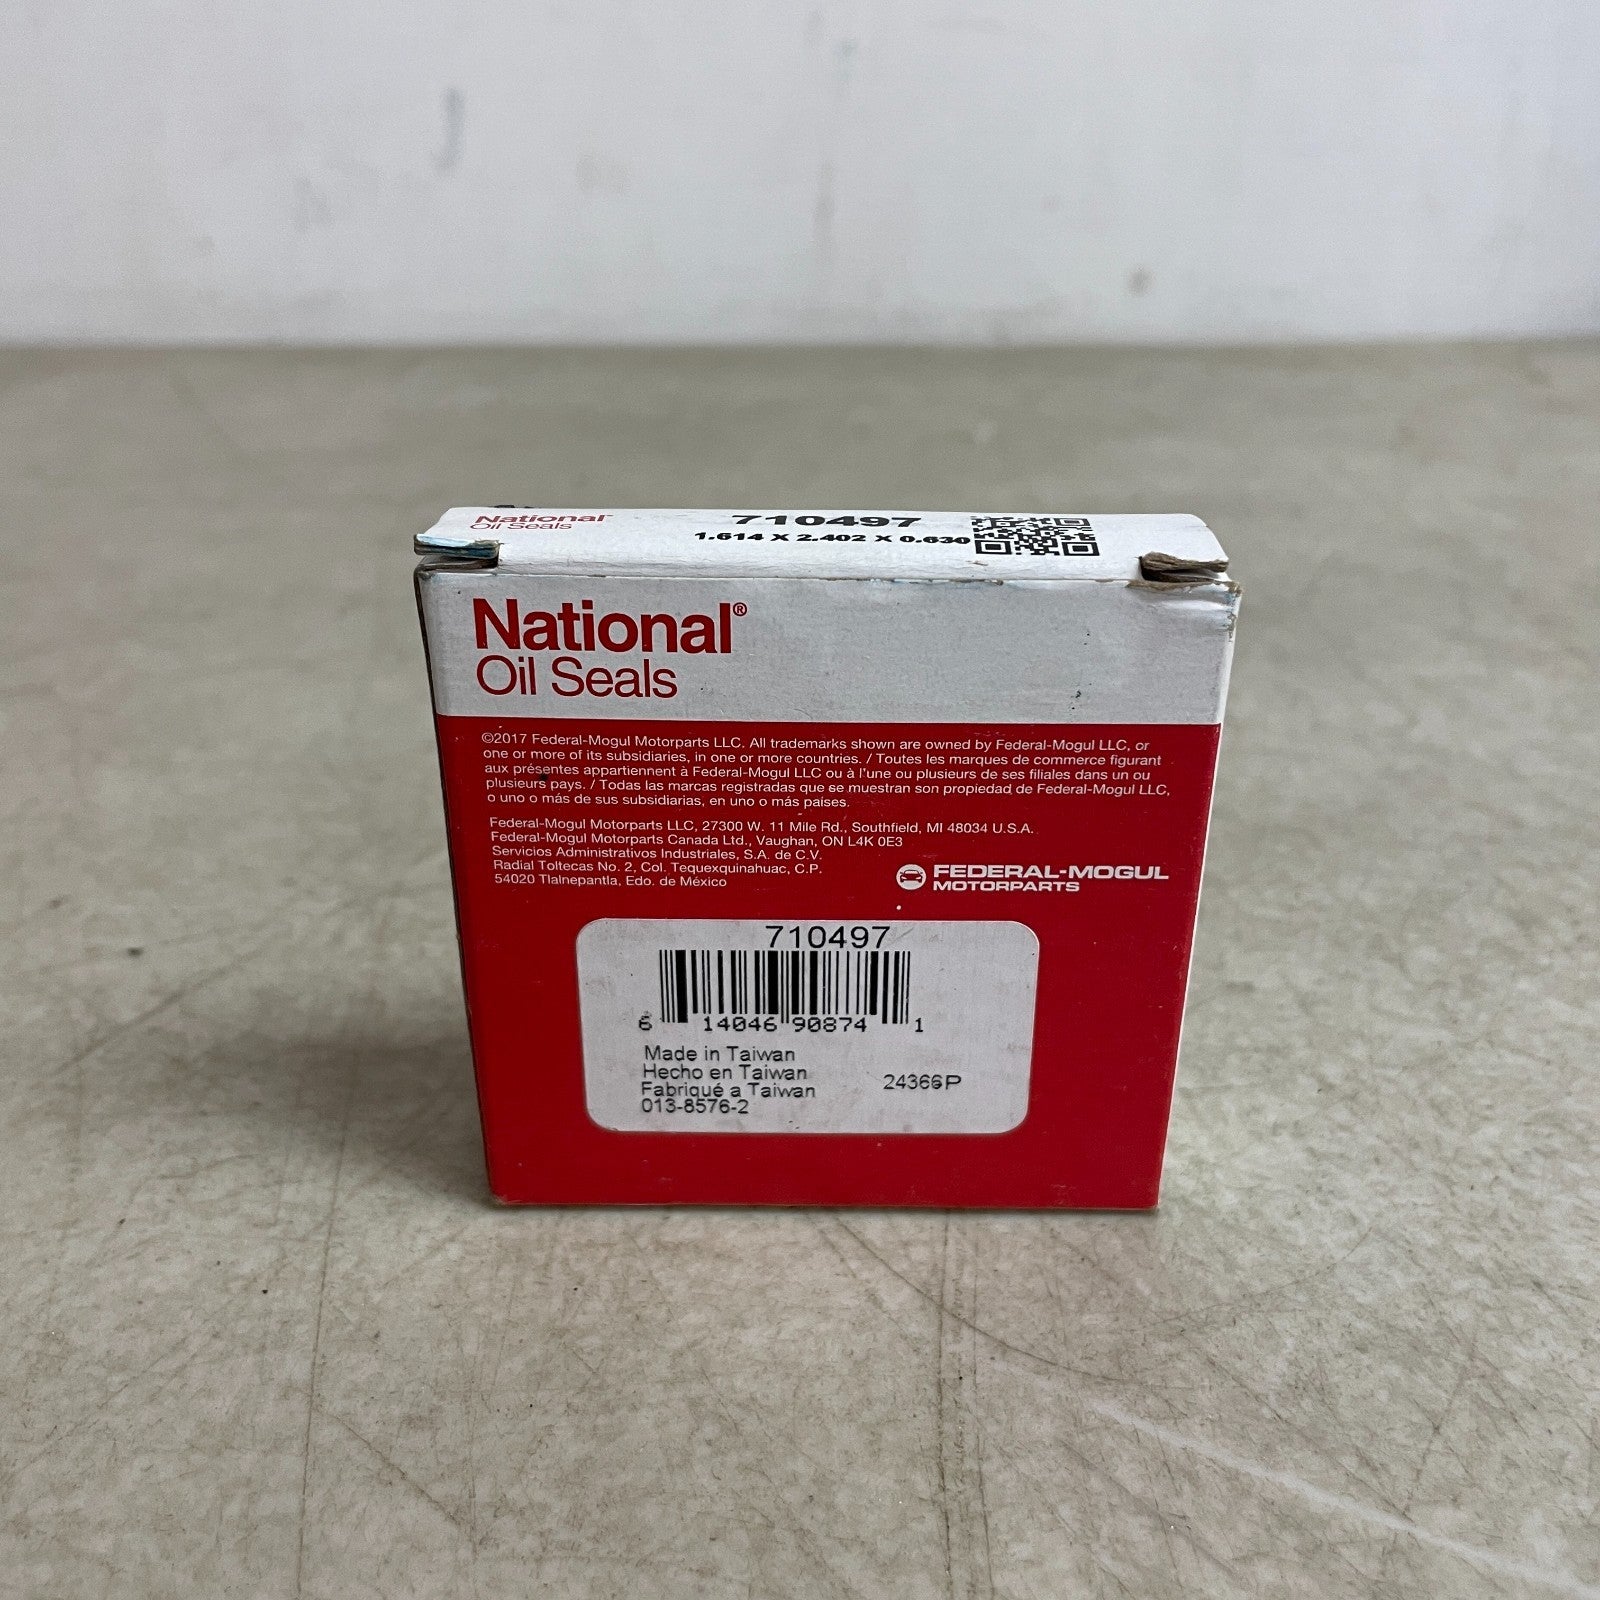 National
Oil Seals
710497
1.614 X 2.402 X 0.630
National®
Oil Seals
©2017 Federal-Mogul Motorparts LLC. All trademarks shown are owned by Federal-Mogul LLC, or
one or more of its subsidiaries, in one or more countries. / Toutes les marques de commerce figurant
aux présentes appartiennent à Federal-Mogul LLC ou à l'une ou plusieurs de ses filiales dans un ou
plusieurs pays. / Todas las marcas registradas que se muestran son propiedad de Federal-Mogul LLC,
o uno o más de sus subsidiarias, en uno o más países.
Federal-Mogul Motorparts LLC, 27300 W. 11 Mile Rd., Southfield, MI 48034 U.S.A.
Federal-Mogul Motorparts Canada Ltd., Vaughan, ON L4K 0E3
Servicios Administrativos Industriales, S.A. de C.V.
Radial Toltecas No. 2, Col. Tequexquinahuac, C.P.
54020 Tlalnepantla, Edo. de México
FEDERAL-MOGUL
MOTORPARTS
710497
6 14046 90874 1
Made in Taiwan
Hecho en Taiwan
Fabriqué a Taiwan
013-8576-2
24366P